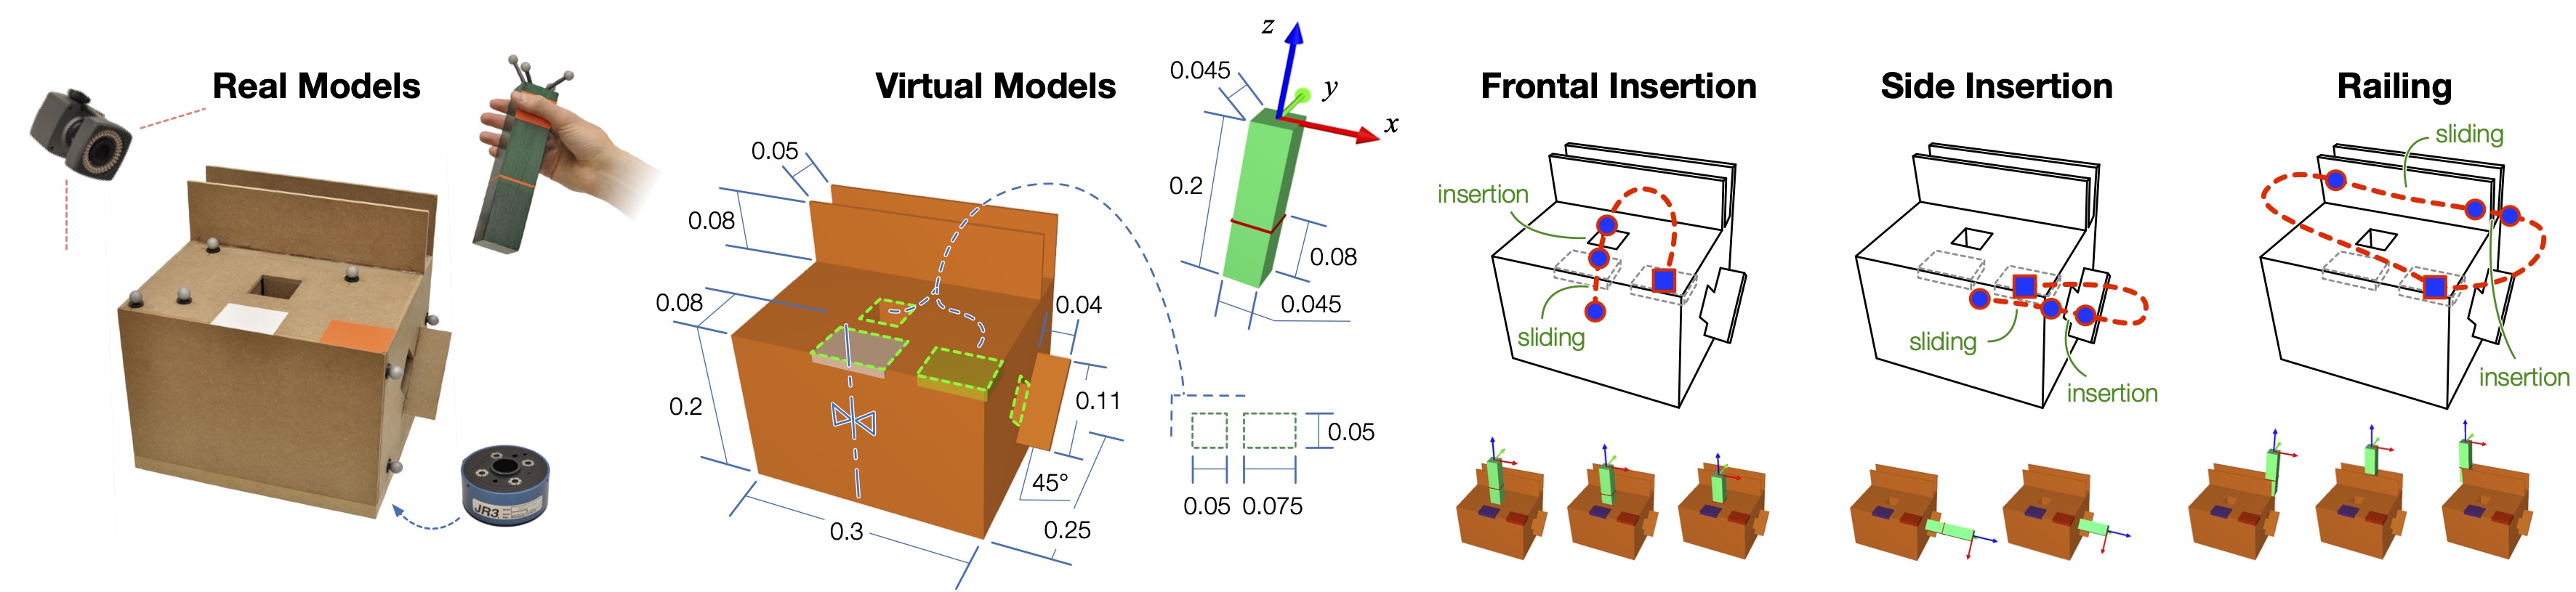 Real Models
JR3
Virtual Models
0.05
0.08
0.08
0.2
0.3
0.25
45°
0.11
0.04
0.05
0.05
0.075
z
y
x
0.045
0.2
0.08
0.045
Frontal Insertion
insertion
sliding
Side Insertion
sliding
insertion
Railing
sliding
insertion